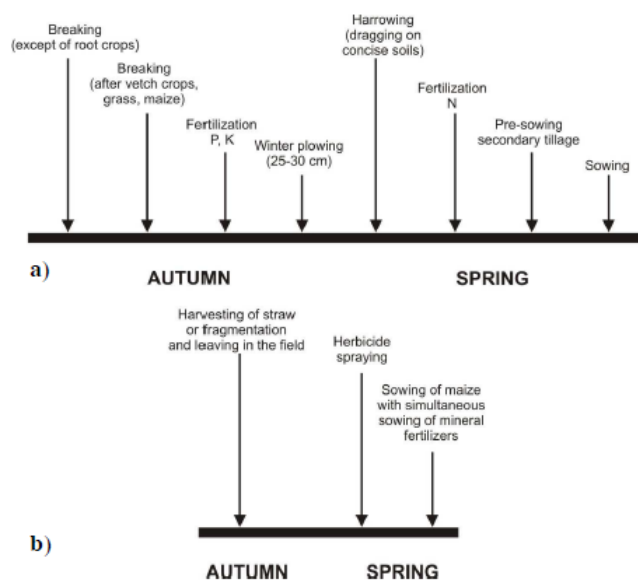 Breaking
(except of root crops)
Breaking
(after vetch crops,
grass, maize)
Fertilization
P, K
Winter plowing
(25-30 cm)
Harrowing
(dragging on
concise soils)
Fertilization
N
Pre-sowing
secondary tillage
Sowing
a)
AUTUMN
SPRING
Harvesting of straw
or fragmentation
and leaving in the field
Herbicide
spraying
Sowing of maize
with simultaneous
sowing of mineral
fertilizers
b)
AUTUMN
SPRING